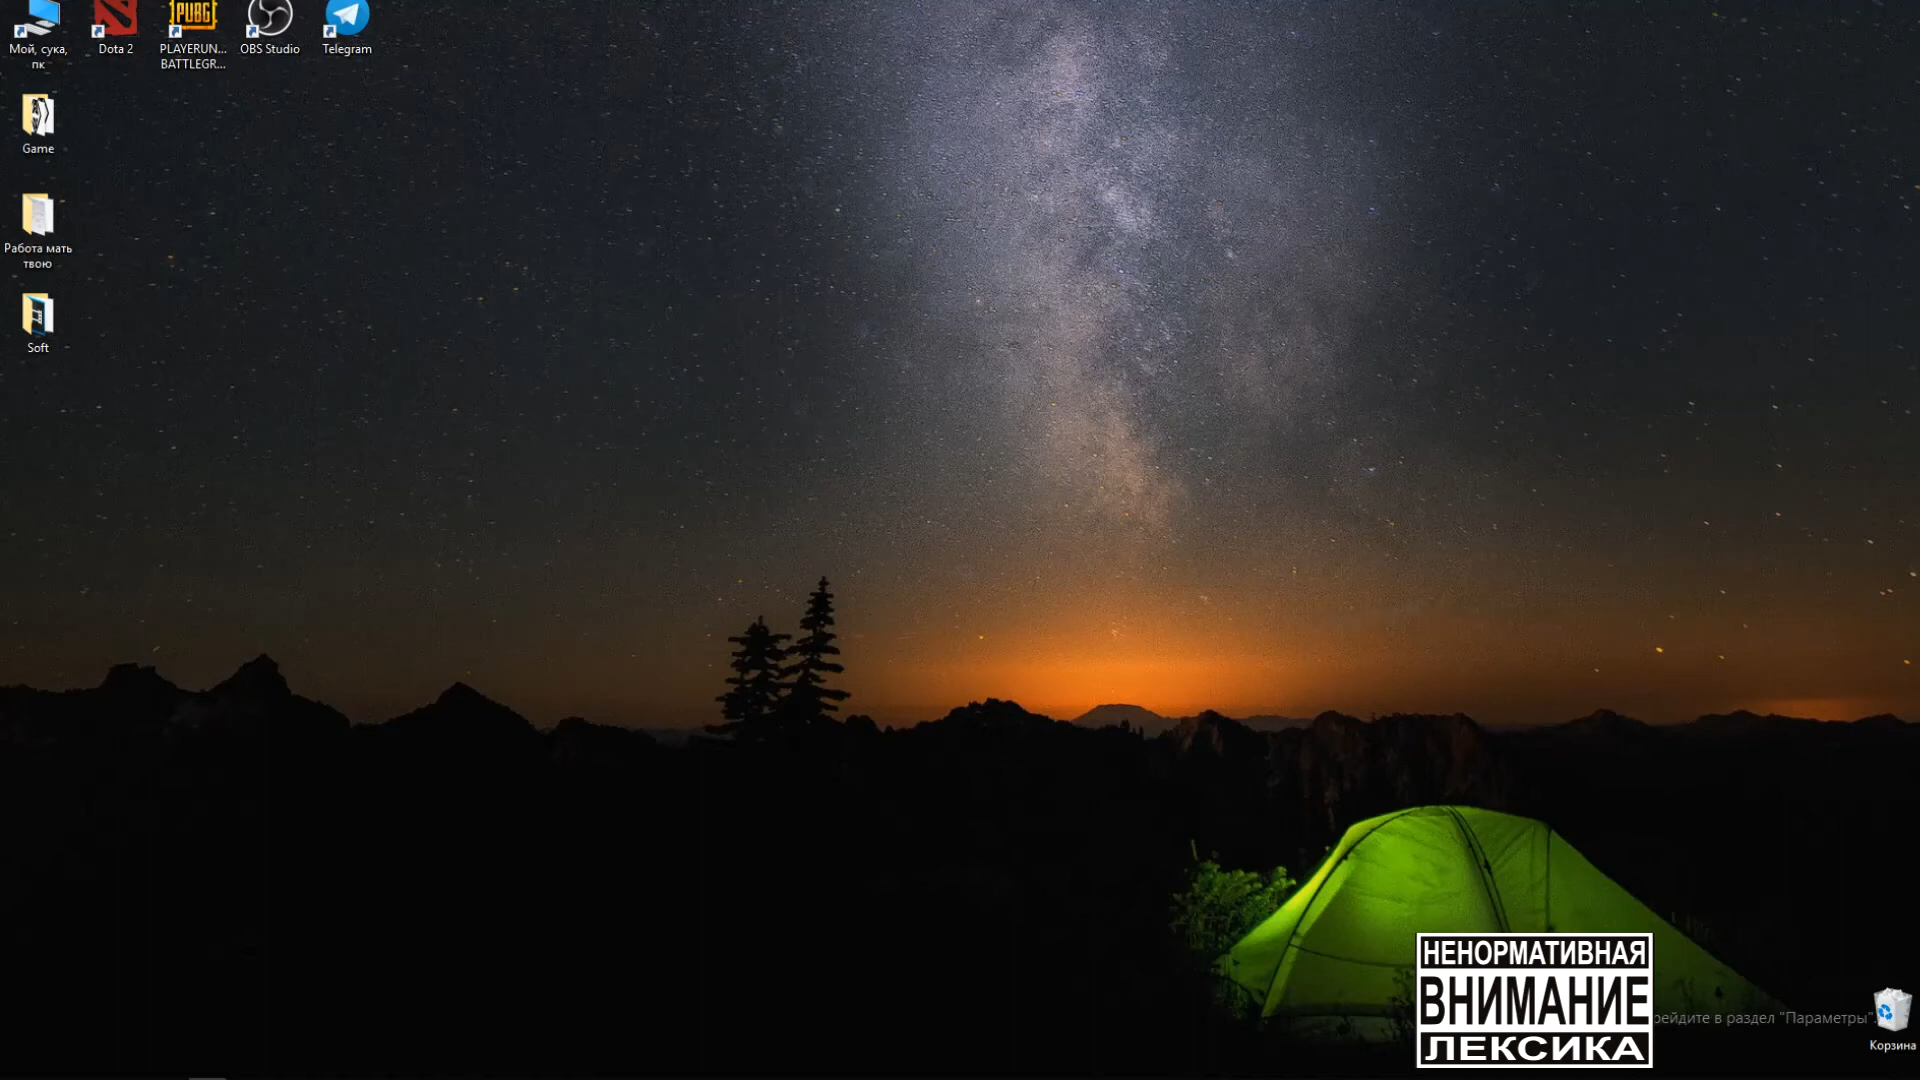 Мой, сука,
пк
Dota 2
PUBG
PLAYERUN...
BATTLEGR...
OBS Studio
Telegram
Game
Работа мать
твою
Soft
НЕНОРМАТИВНАЯ
ВНИМАНИЕ
ЛЕКСИКА
рейдите в раздел "Параметры".
Корзина